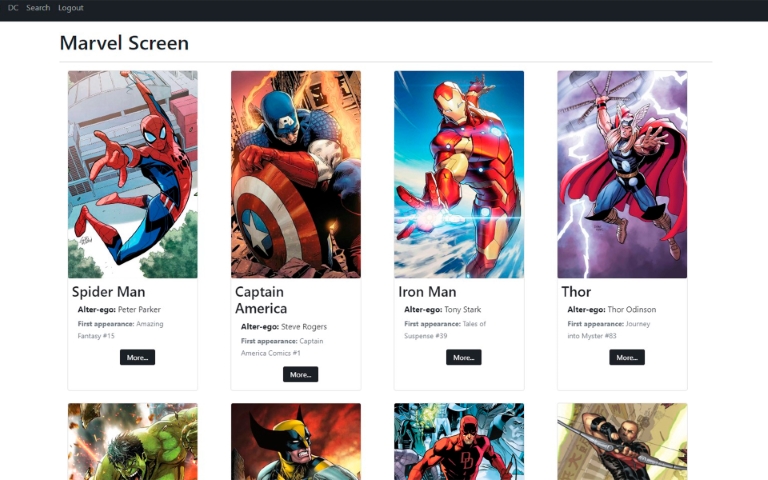 DC Search Logout
Marvel Screen
Spider Man
Alter-ego: Peter Parker
First appearance: Amazing
Fantasy #15
More...
Captain
America
Alter-ego: Steve Rogers
First appearance: Captain
America Comics #1
More...
Iron Man
Alter-ego: Tony Stark
First appearance: Tales of
Suspense #39
More...
Thor
Alter-ego: Thor Odinson
First appearance: Journey
into Myster #83
More...
DD